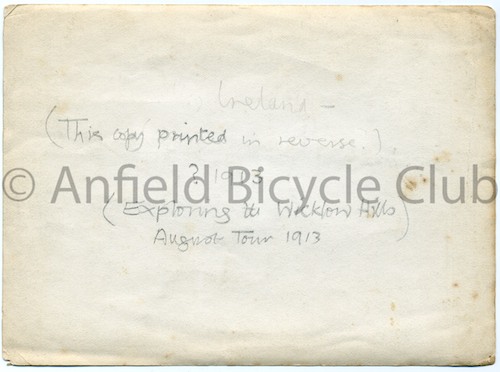 Ireland –
(This copy printed in reverse!).
? 1913
© Anfield Bicycle Club
(Exploring the Wicklow Hills)
August Tour 1913